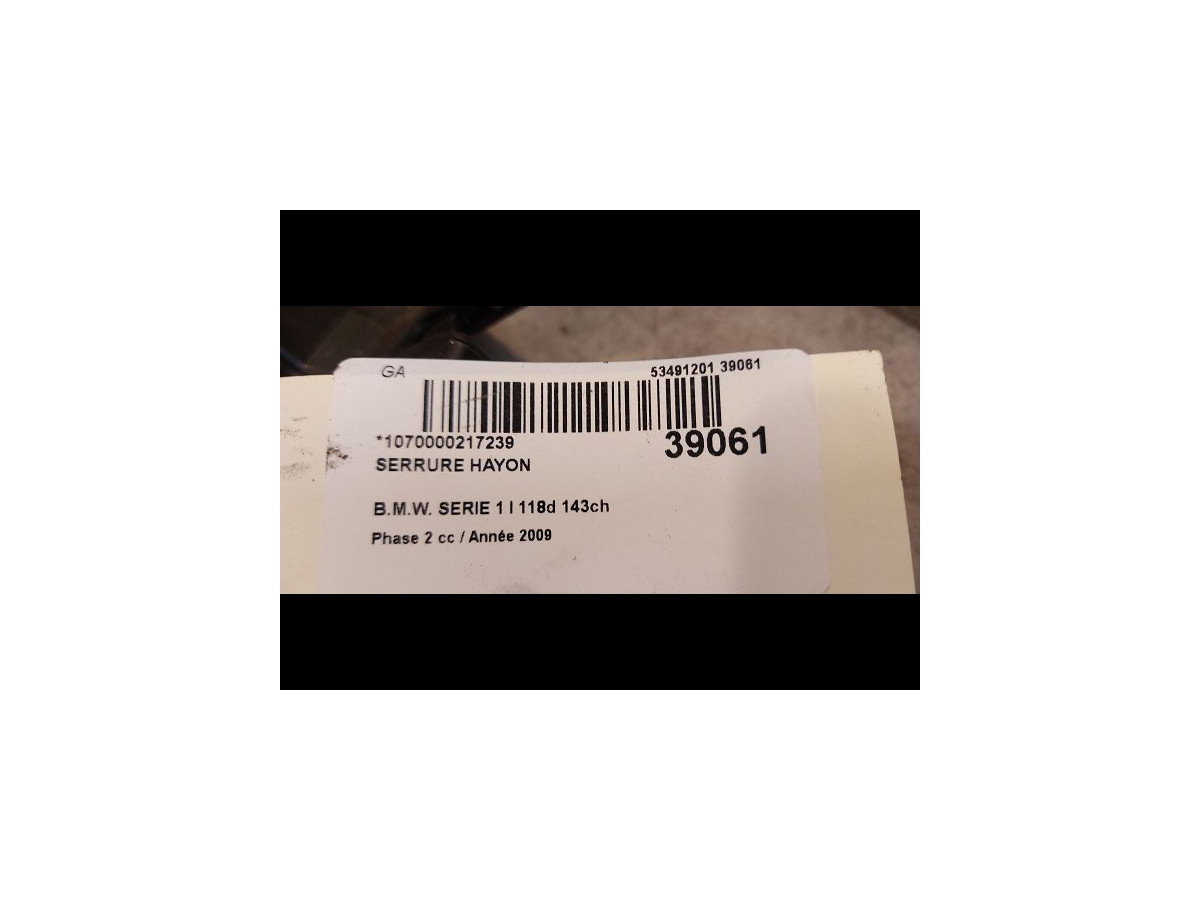 GA 53491201 39061
*1070000217239 39061
SERRURE HAYON
B.M.W. SERIE 1 I 118d 143ch
Phase 2 cc / Année 2009